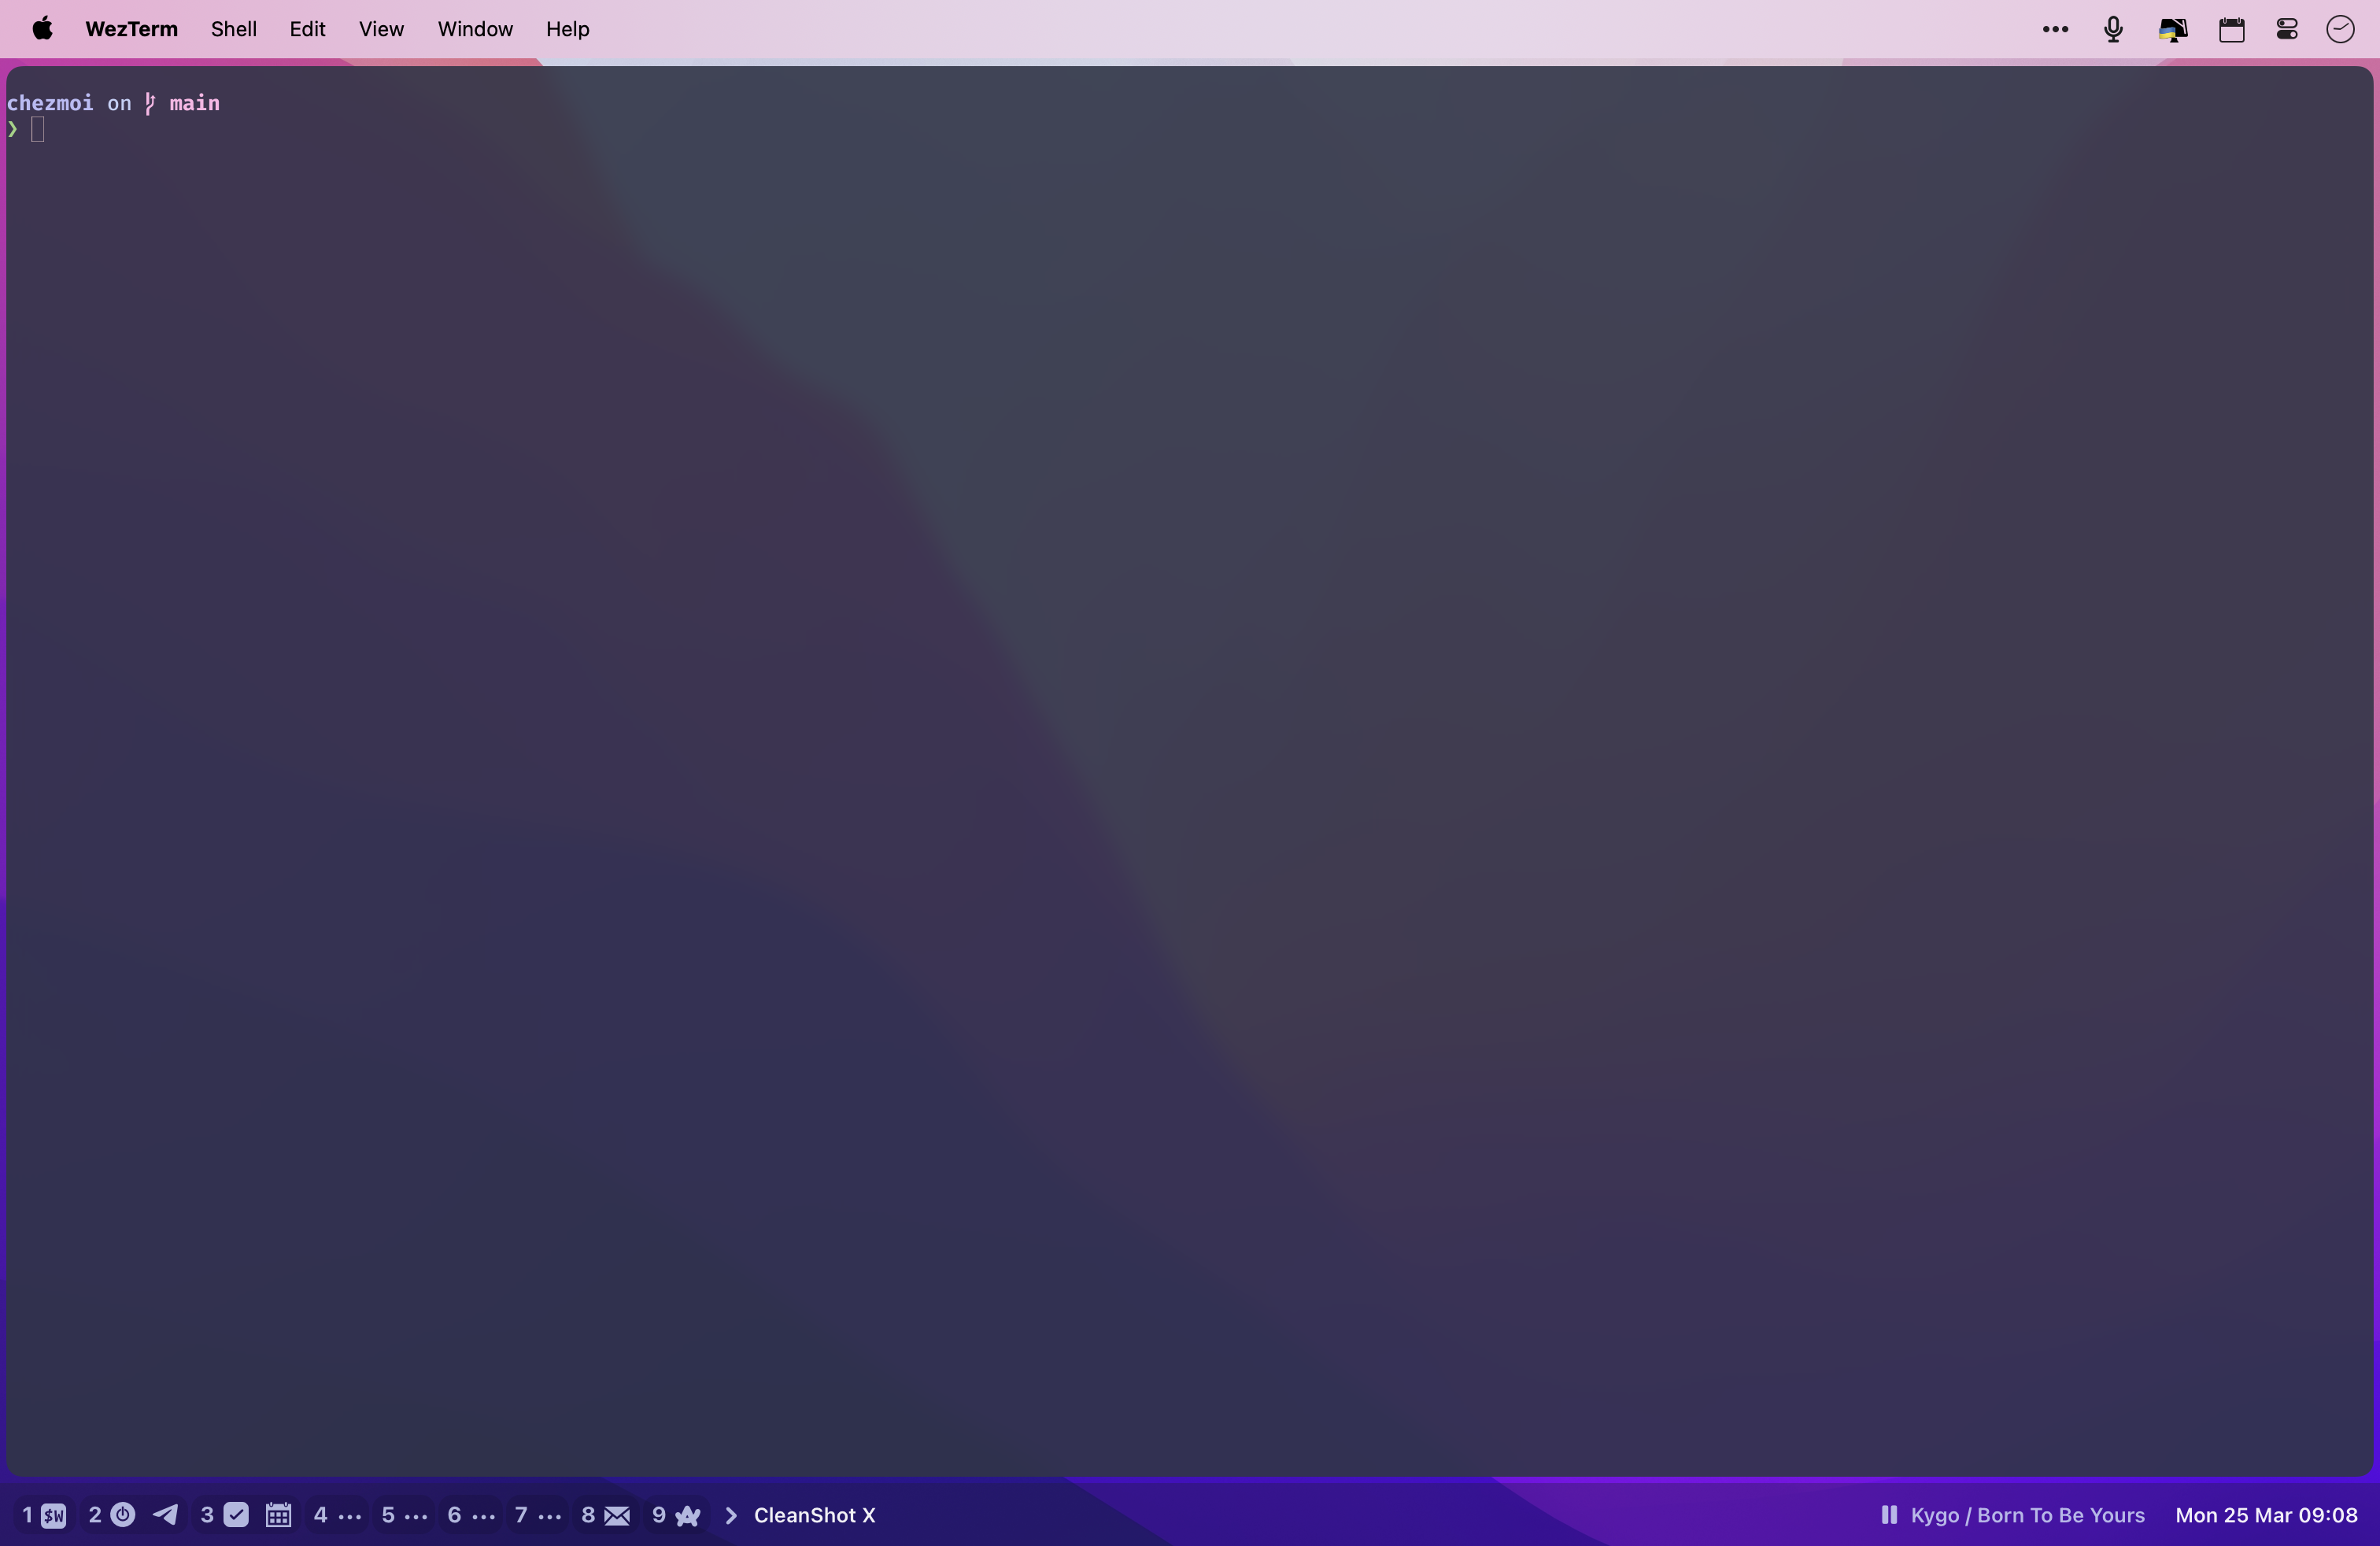 WezTerm Shell Edit View Window Help
chezmoi on main
❯
1 $W 2 3 4 ... 5 ... 6 ... 7 ... 8 9 > CleanShot X Kygo / Born To Be Yours Mon 25 Mar 09:08